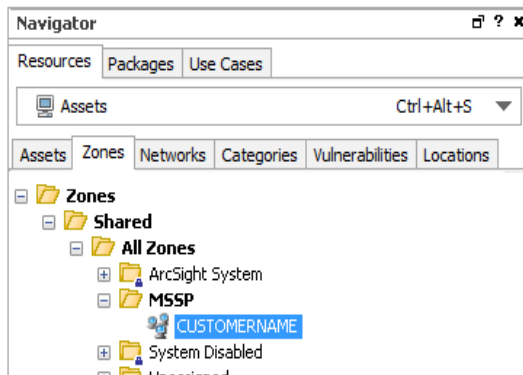 Navigator
Resources Packages Use Cases
Assets Ctrl+Alt+S
Assets Zones Networks Categories Vulnerabilities Locations
Zones
Shared
All Zones
ArcSight System
MSSP
CUSTOMERNAME
System Disabled